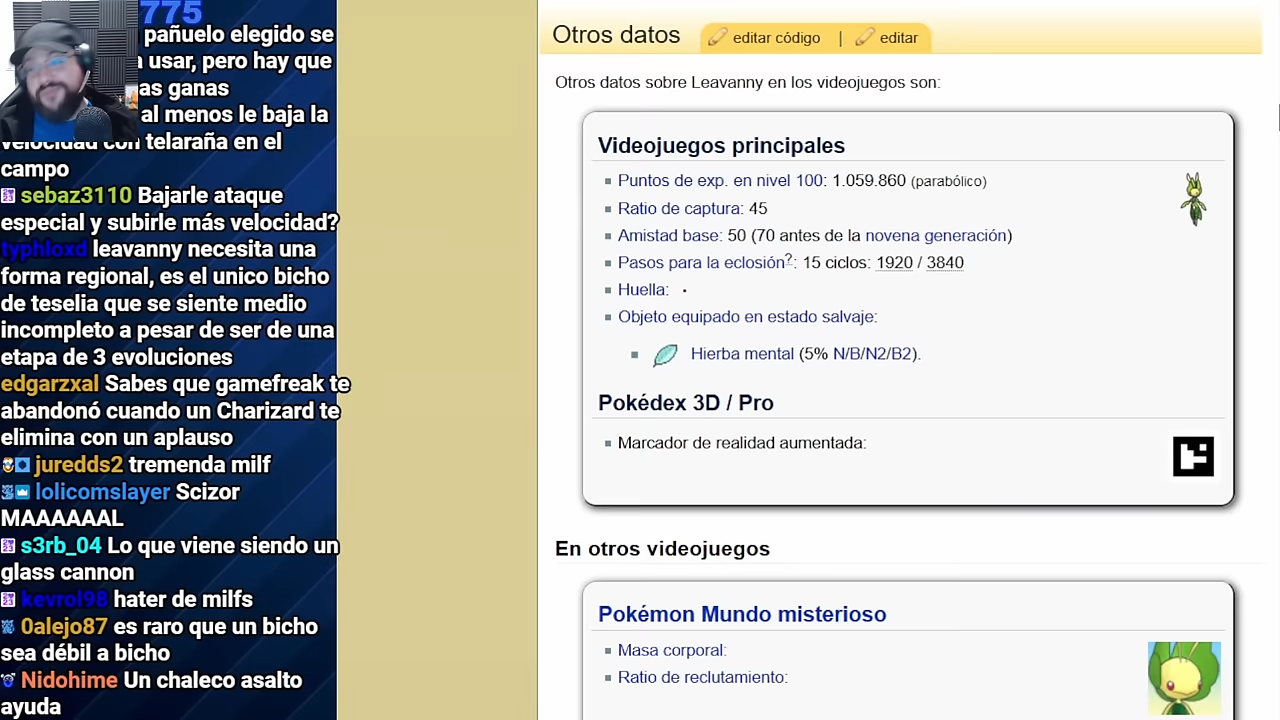 775
pañuelo elegido se
a usar, pero hay que
as ganas
al menos le baja la
velocidad con telaraña en el
campo
sebaz3110 Bajarle ataque
especial y subirle más velocidad?
typhloxd leavanny necesita una
forma regional, es el unico bicho
de teselia que se siente medio
incompleto a pesar de ser de una
etapa de 3 evoluciones
edgarzxal Sabes que gamefreak te
abandonó cuando un Charizard te
elimina con un aplauso
juredds2 tremenda milf
lolicomslayer Scizor
MAAAAAAL
s3rb_04 Lo que viene siendo un
glass cannon
kevrol98 hater de milfs
0alejo87 es raro que un bicho
sea débil a bicho
Nidohime Un chaleco asalto
ayuda
Otros datos editar código | editar
Otros datos sobre Leavanny en los videojuegos son:
Videojuegos principales
Puntos de exp. en nivel 100: 1.059.860 (parabólico)
Ratio de captura: 45
Amistad base: 50 (70 antes de la novena generación)
Pasos para la eclosión?: 15 ciclos: 1920 / 3840
Huella:
Objeto equipado en estado salvaje:
Hierba mental (5% N/B/N2/B2).
Pokédex 3D / Pro
Marcador de realidad aumentada:
En otros videojuegos
Pokémon Mundo misterioso
Masa corporal:
Ratio de reclutamiento: